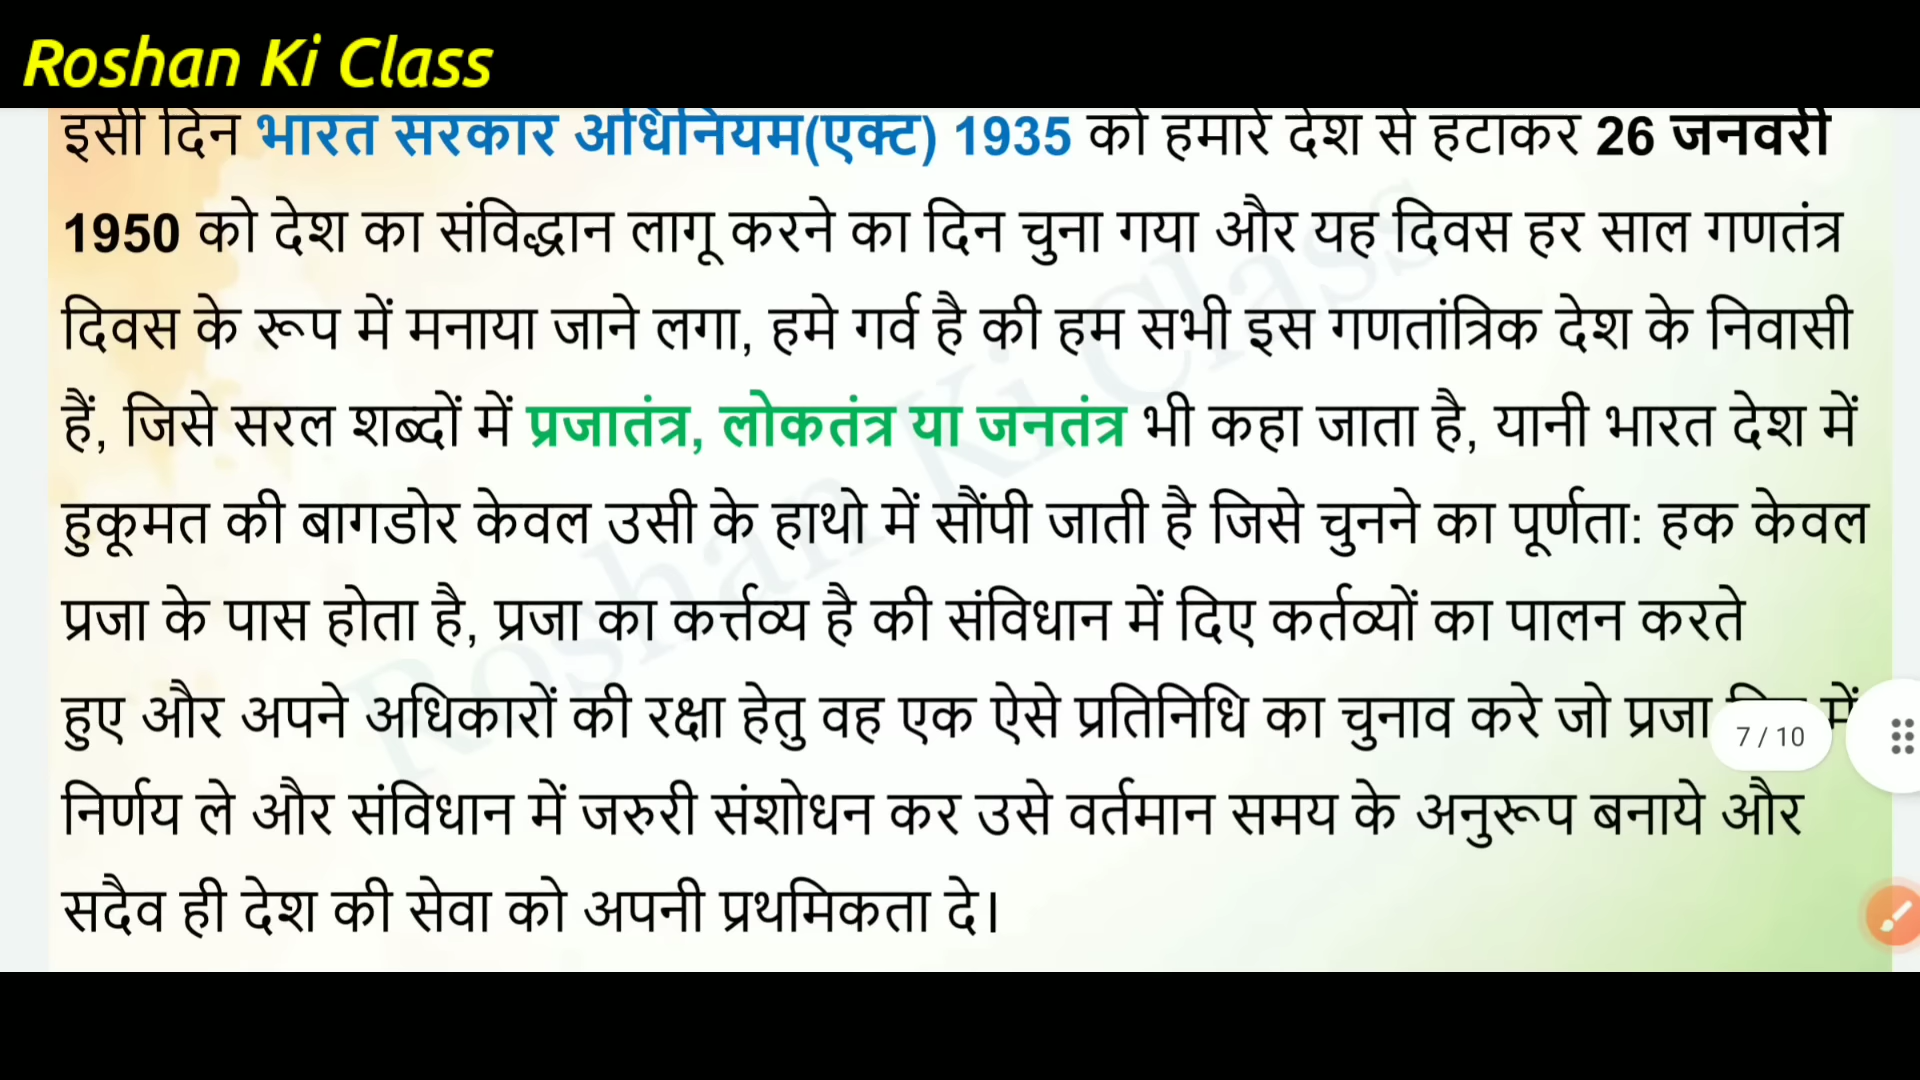 Roshan Ki Class
इसी दिन भारत सरकार अधिनियम(एक्ट) 1935 को हमारे देश से हटाकर 26 जनवरी
1950 को देश का संविद्धान लागू करने का दिन चुना गया और यह दिवस हर साल गणतंत्र
दिवस के रूप में मनाया जाने लगा, हमे गर्व है की हम सभी इस गणतांत्रिक देश के निवासी
हैं, जिसे सरल शब्दों में प्रजातंत्र, लोकतंत्र या जनतंत्र भी कहा जाता है, यानी भारत देश में
हुकूमत की बागडोर केवल उसी के हाथो में सौंपी जाती है जिसे चुनने का पूर्णता: हक केवल
प्रजा के पास होता है, प्रजा का कर्त्तव्य है की संविधान में दिए कर्तव्यों का पालन करते
हुए और अपने अधिकारों की रक्षा हेतु वह एक ऐसे प्रतिनिधि का चुनाव करे जो प्रजा में
7 / 10
निर्णय ले और संविधान में जरुरी संशोधन कर उसे वर्तमान समय के अनुरूप बनाये और
सदैव ही देश की सेवा को अपनी प्रथमिकता दे।
Roshan Ki Class